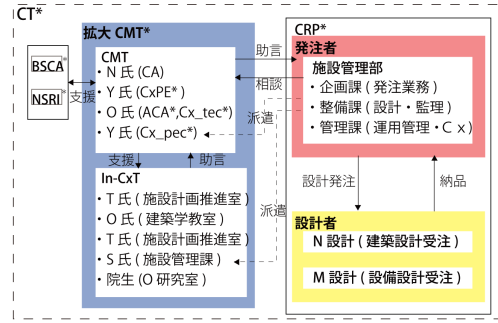 CT*
拡大 CMT*
CRP*
BSCA*
NSRI*
支援
CMT
・N 氏 (CA)
・Y 氏 (CxPE*)
・O 氏 (ACA*,Cx_tec*)
・Y 氏 (Cx_pec*)
助言
相談
派遣
発注者
施設管理部
・企画課 ( 発注業務 )
・整備課 ( 設計・監理 )
・管理課 ( 運用管理・Ｃｘ)
支援
助言
In-CxT
・T 氏 ( 施設計画推進室 )
・O 氏 ( 建築学教室 )
・T 氏 ( 施設計画推進室 )
・S 氏 ( 施設管理課 )
・院生 (O 研究室 )
派遣
設計発注
納品
設計者
N 設計 ( 建築設計受注 )
M 設計 ( 設備設計受注 )